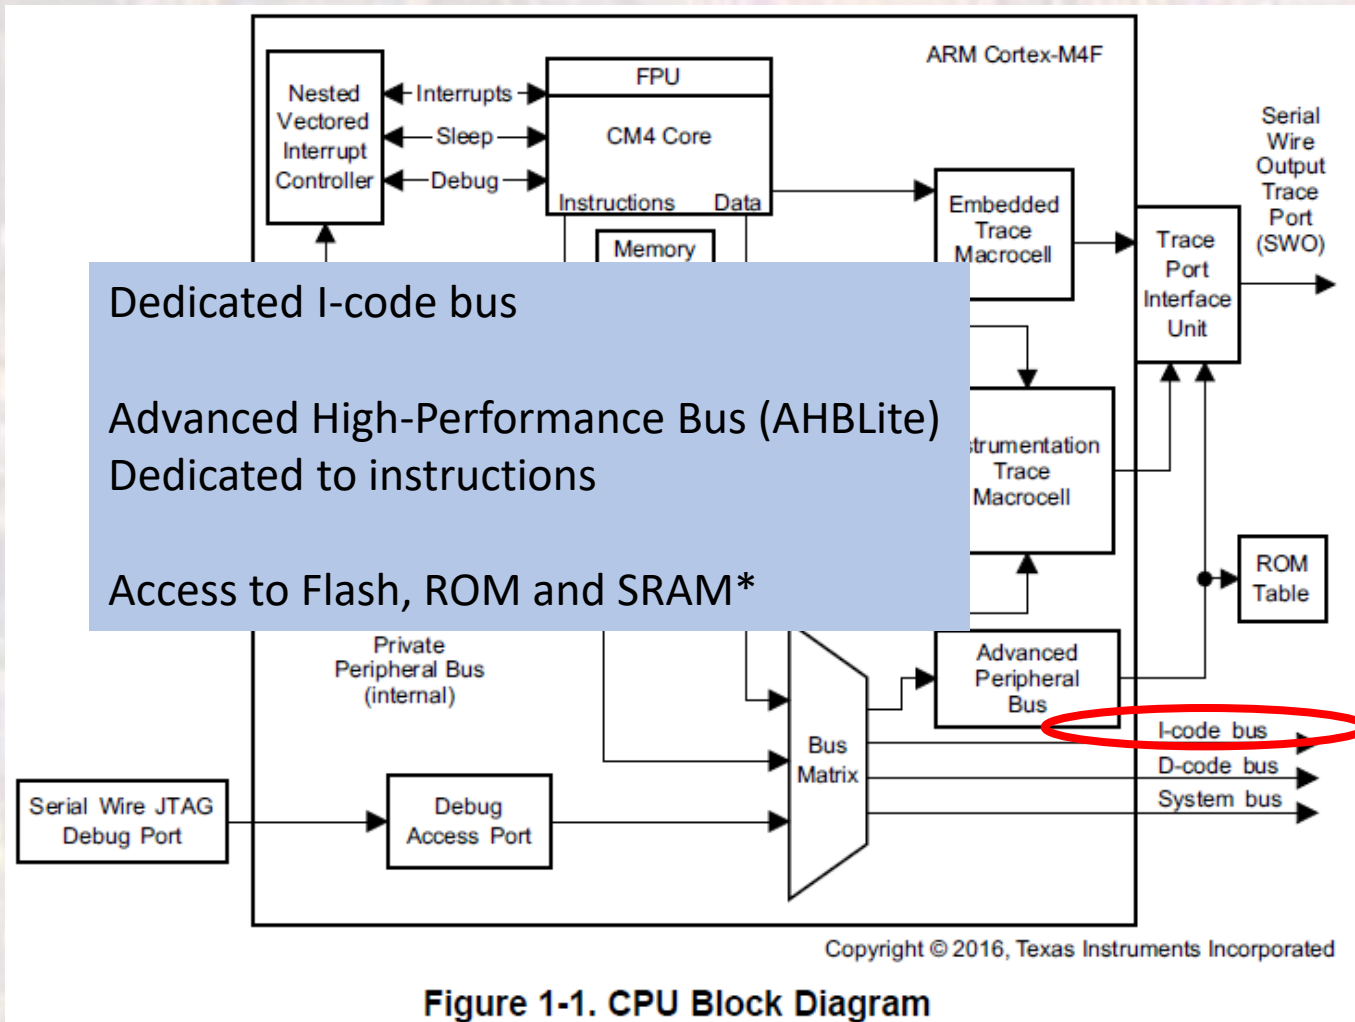 ARM Cortex-M4F
FPU
CM4 Core
Instructions Data
Nested
Vectored
Interrupt
Controller
Interrupts
Sleep
Debug
Memory
Embedded
Trace
Macrocell
Trace
Port
Interface
Unit
Serial
Wire
Output
Trace
Port
(SWO)
Dedicated I-code bus
Advanced High-Performance Bus (AHBLite)
Dedicated to instructions
Access to Flash, ROM and SRAM*
strumentation
Trace
Macrocell
ROM
Table
Private
Peripheral Bus
(internal)
Advanced
Peripheral
Bus
Bus
Matrix
I-code bus
D-code bus
System bus
Serial Wire JTAG
Debug Port
Debug
Access Port
Copyright © 2016, Texas Instruments Incorporated
Figure 1-1. CPU Block Diagram